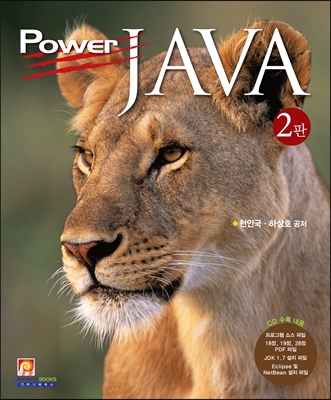 Power
JAVA
2판
천인국 · 하상호 공저
CD 수록 내용
프로그램 소스 파일
18장, 19장, 28장
PDF 파일
JDK 1.7 설치 파일
Eclipse 및
NetBean 설치 파일
BOOKS